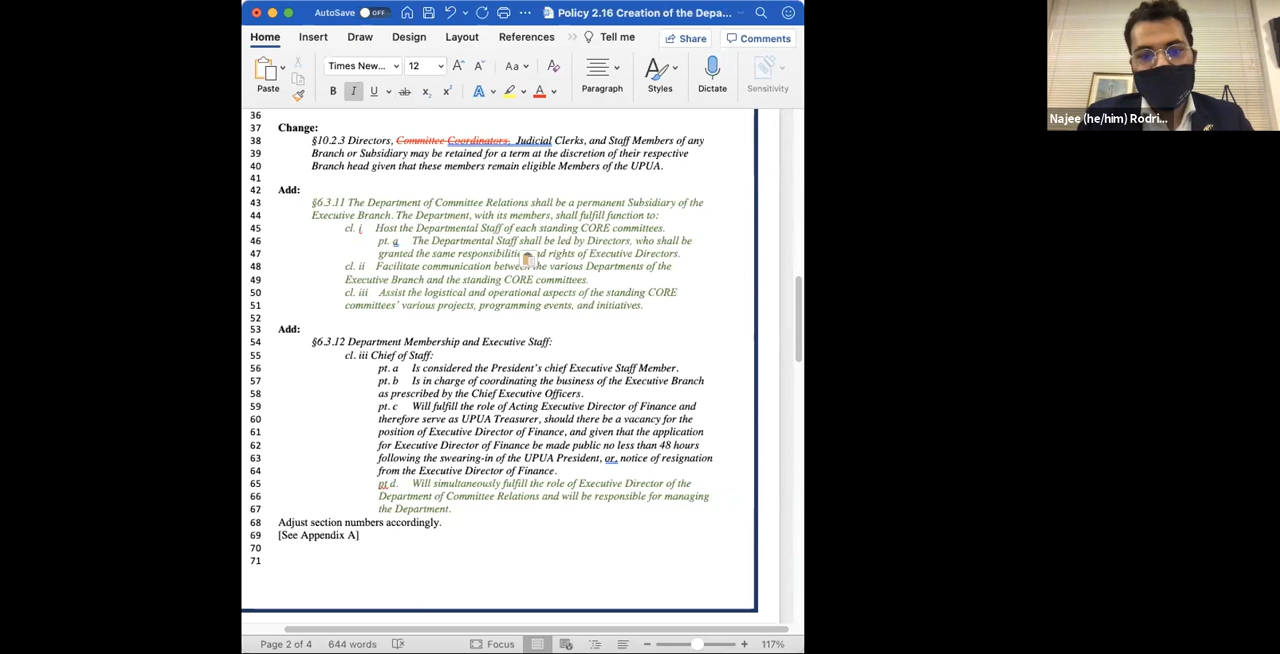 AutoSave OFF Policy 2.16 Creation of the Depa...
Home Insert Draw Design Layout References Tell me Share Comments
Times New... 12 Aa
Paste B I U ab x₂ x² A A Paragraph Styles Dictate Sensitivity
Najee (he/him) Rodri...
36
37 Change:
38 §10.2.3 Directors, Committee Coordinators, Judicial Clerks, and Staff Members of any
39 Branch or Subsidiary may be retained for a term at the discretion of their respective
40 Branch head given that these members remain eligible Members of the UPUA.
41
42 Add:
43 §6.3.11 The Department of Committee Relations shall be a permanent Subsidiary of the
44 Executive Branch. The Department, with its members, shall fulfill function to:
45 cl. i Host the Departmental Staff of each standing CORE committees.
46 pt. a The Departmental Staff shall be led by Directors, who shall be
47 granted the same responsibilities and rights of Executive Directors.
48 cl. ii Facilitate communication between the various Departments of the
49 Executive Branch and the standing CORE committees.
50 cl. iii Assist the logistical and operational aspects of the standing CORE
51 committees' various projects, programming events, and initiatives.
52
53 Add:
54 §6.3.12 Department Membership and Executive Staff:
55 cl. iii Chief of Staff:
56 pt. a Is considered the President's chief Executive Staff Member.
57 pt. b Is in charge of coordinating the business of the Executive Branch
58 as prescribed by the Chief Executive Officers.
59 pt. c Will fulfill the role of Acting Executive Director of Finance and
60 therefore serve as UPUA Treasurer, should there be a vacancy for the
61 position of Executive Director of Finance, and given that the application
62 for Executive Director of Finance be made public no less than 48 hours
63 following the swearing-in of the UPUA President, or, notice of resignation
64 from the Executive Director of Finance.
65 pt d. Will simultaneously fulfill the role of Executive Director of the
66 Department of Committee Relations and will be responsible for managing
67 the Department.
68 Adjust section numbers accordingly.
69 [See Appendix A]
70
71
Page 2 of 4 644 words Focus 117%